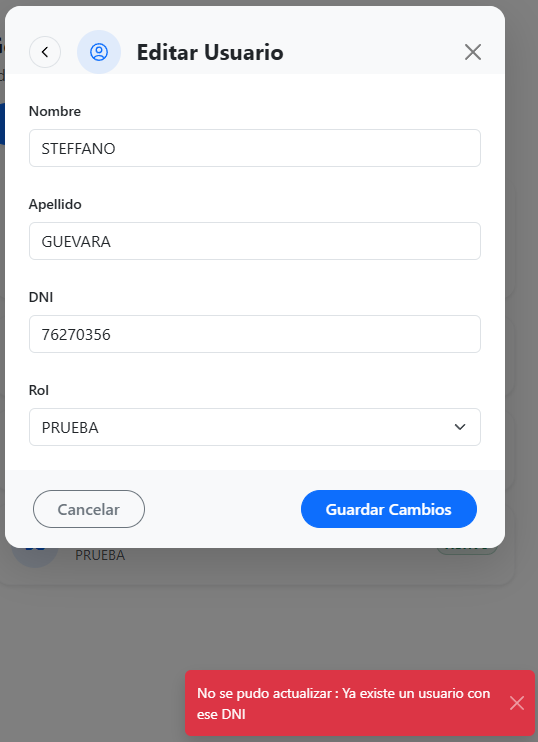 Editar Usuario
Nombre
STEFFANO
Apellido
GUEVARA
DNI
76270356
Rol
PRUEBA
Cancelar
Guardar Cambios
PRUEBA
No se pudo actualizar : Ya existe un usuario con
ese DNI